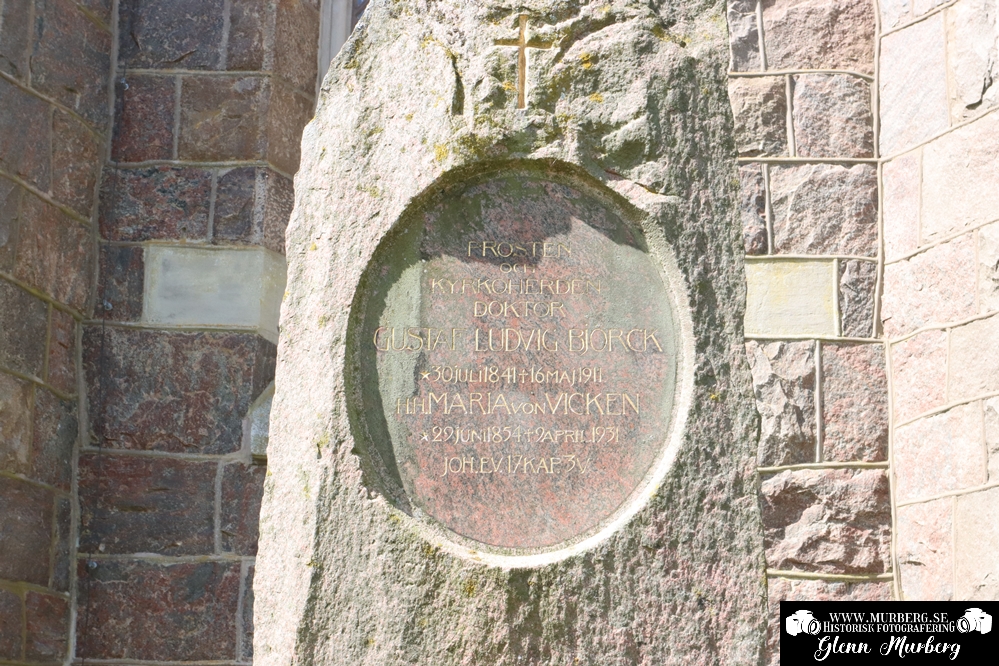 PROSTEN
OCH
KYRKOHERDEN
DOKTOR
GUSTAF LUDVIG BJÖRCK
*30 JULI 1841 †16 MAJ 1911
MARIA VON VICKEN
*29 JUNI 1854 †9 APRIL 1931
JOH. EV. 17 KAP. 3 V.
WWW.MURBERG.SE
HISTORISK FOTOGRAFERING
Glenn Murberg